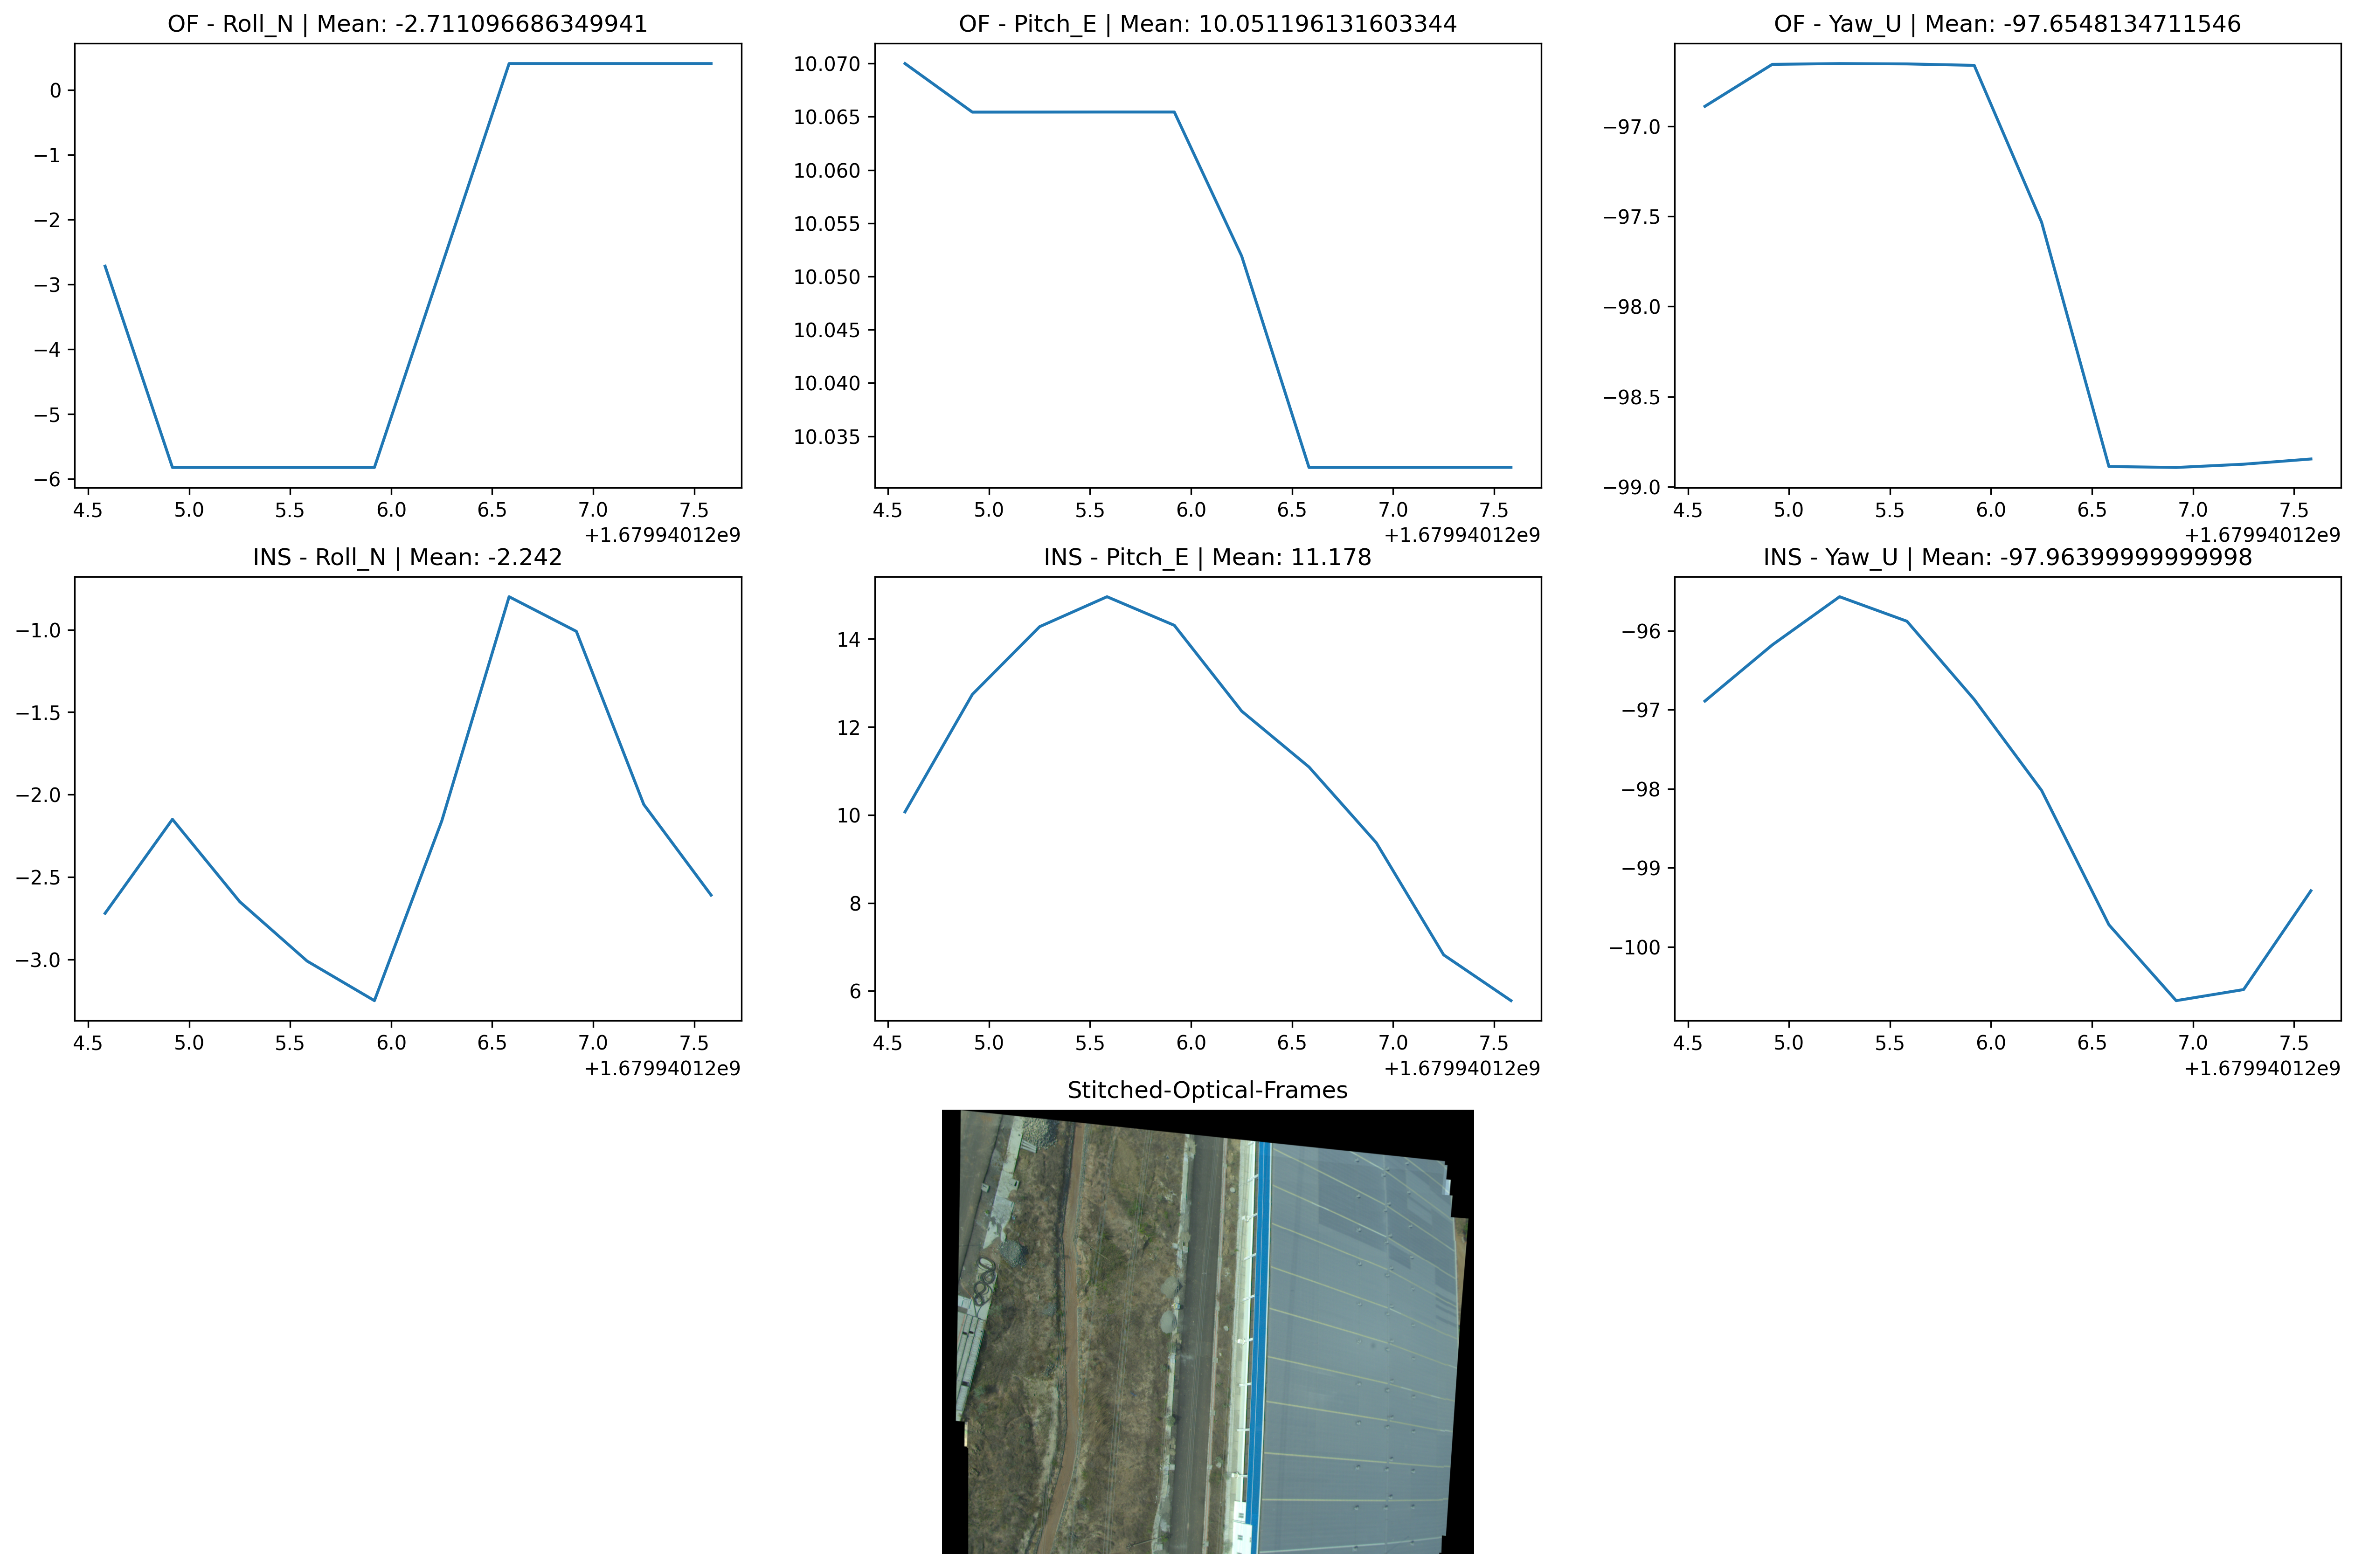 OF - Roll_N | Mean: -2.711096686349941
0
−1
−2
−3
−4
−5
−6
4.5 5.0 5.5 6.0 6.5 7.0 7.5
+1.67994012e9
OF - Pitch_E | Mean: 10.051196131603344
10.070
10.065
10.060
10.055
10.050
10.045
10.040
10.035
4.5 5.0 5.5 6.0 6.5 7.0 7.5
+1.67994012e9
OF - Yaw_U | Mean: -97.6548134711546
−97.0
−97.5
−98.0
−98.5
−99.0
4.5 5.0 5.5 6.0 6.5 7.0 7.5
+1.67994012e9
INS - Roll_N | Mean: -2.242
−1.0
−1.5
−2.0
−2.5
−3.0
4.5 5.0 5.5 6.0 6.5 7.0 7.5
+1.67994012e9
INS - Pitch_E | Mean: 11.178
14
12
10
8
6
4.5 5.0 5.5 6.0 6.5 7.0 7.5
+1.67994012e9
INS - Yaw_U | Mean: -97.96399999999998
−96
−97
−98
−99
−100
4.5 5.0 5.5 6.0 6.5 7.0 7.5
+1.67994012e9
Stitched-Optical-Frames